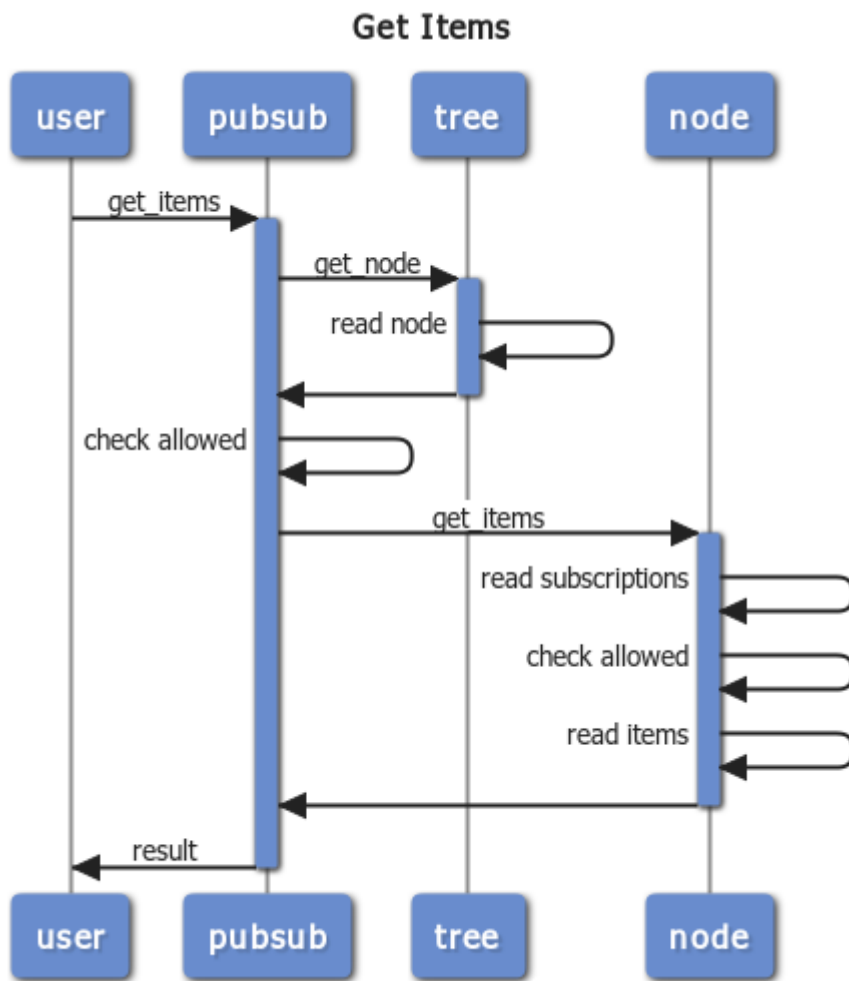 Get Items
user pubsub tree node
get_items
get_node
read node
check allowed
get_items
read subscriptions
check allowed
read items
result
user pubsub tree node